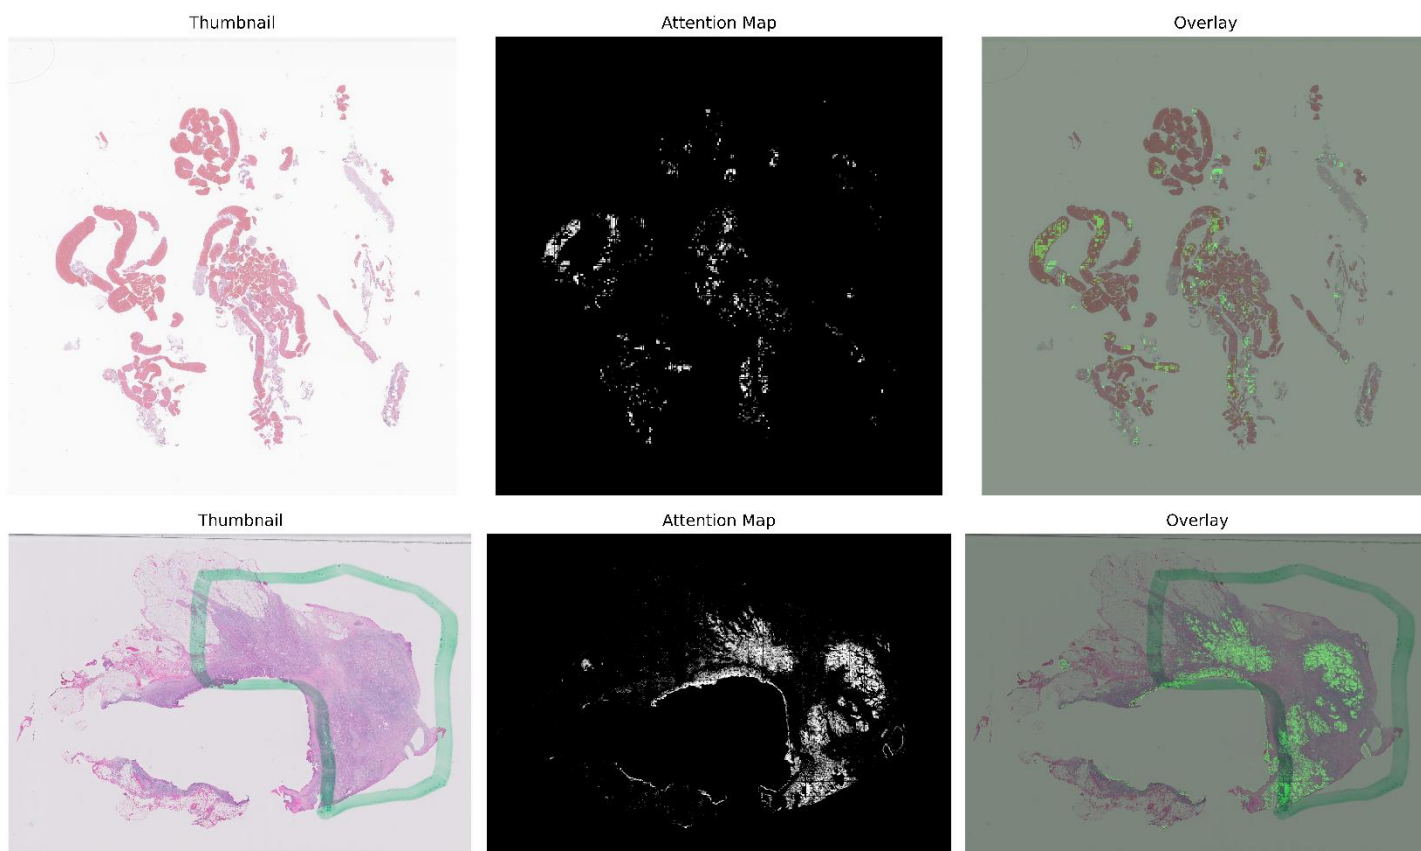 Thumbnail
Attention Map
Overlay
Thumbnail
Attention Map
Overlay